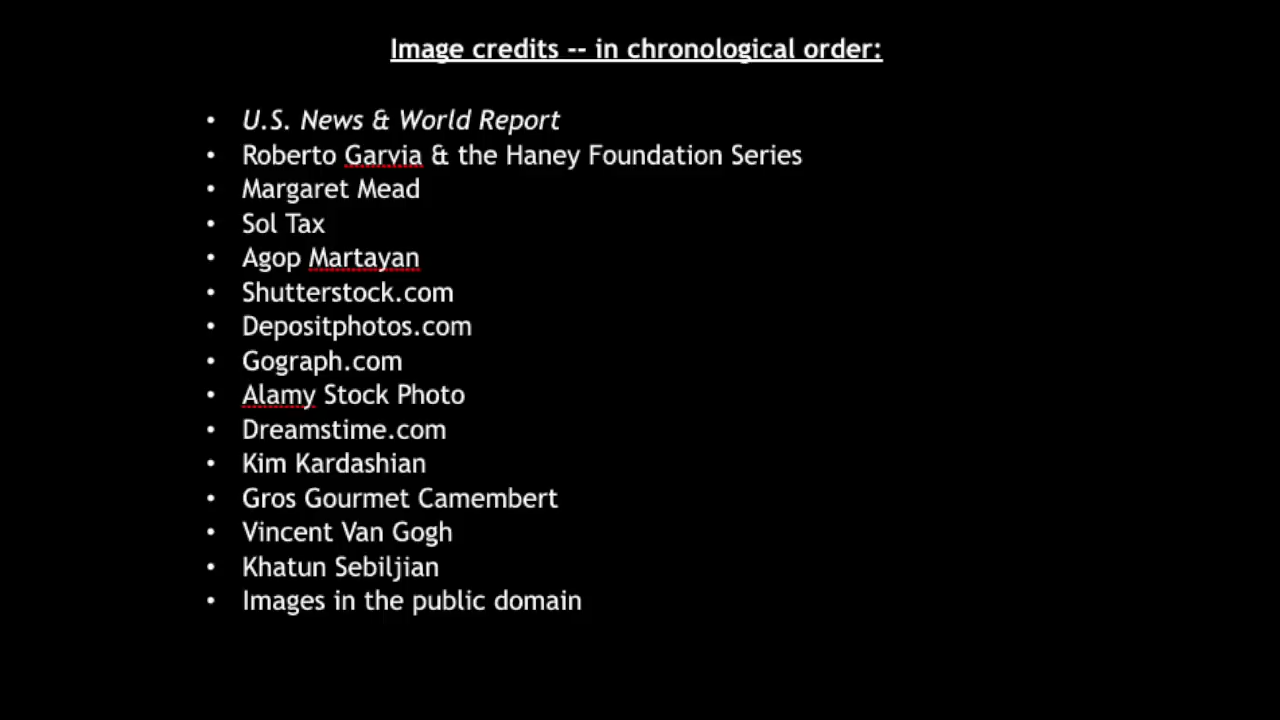 Image credits -- in chronological order:
• U.S. News & World Report
• Roberto Garvia & the Haney Foundation Series
• Margaret Mead
• Sol Tax
• Agop Martayan
• Shutterstock.com
• Depositphotos.com
• Gograph.com
• Alamy Stock Photo
• Dreamstime.com
• Kim Kardashian
• Gros Gourmet Camembert
• Vincent Van Gogh
• Khatun Sebiljian
• Images in the public domain